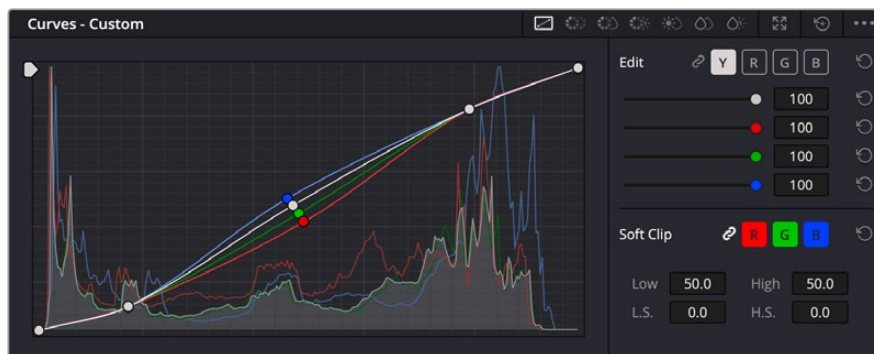 Curves - Custom
Edit Y R G B
100
100
100
100
Soft Clip R G B
Low 50.0 High 50.0
L.S. 0.0 H.S. 0.0